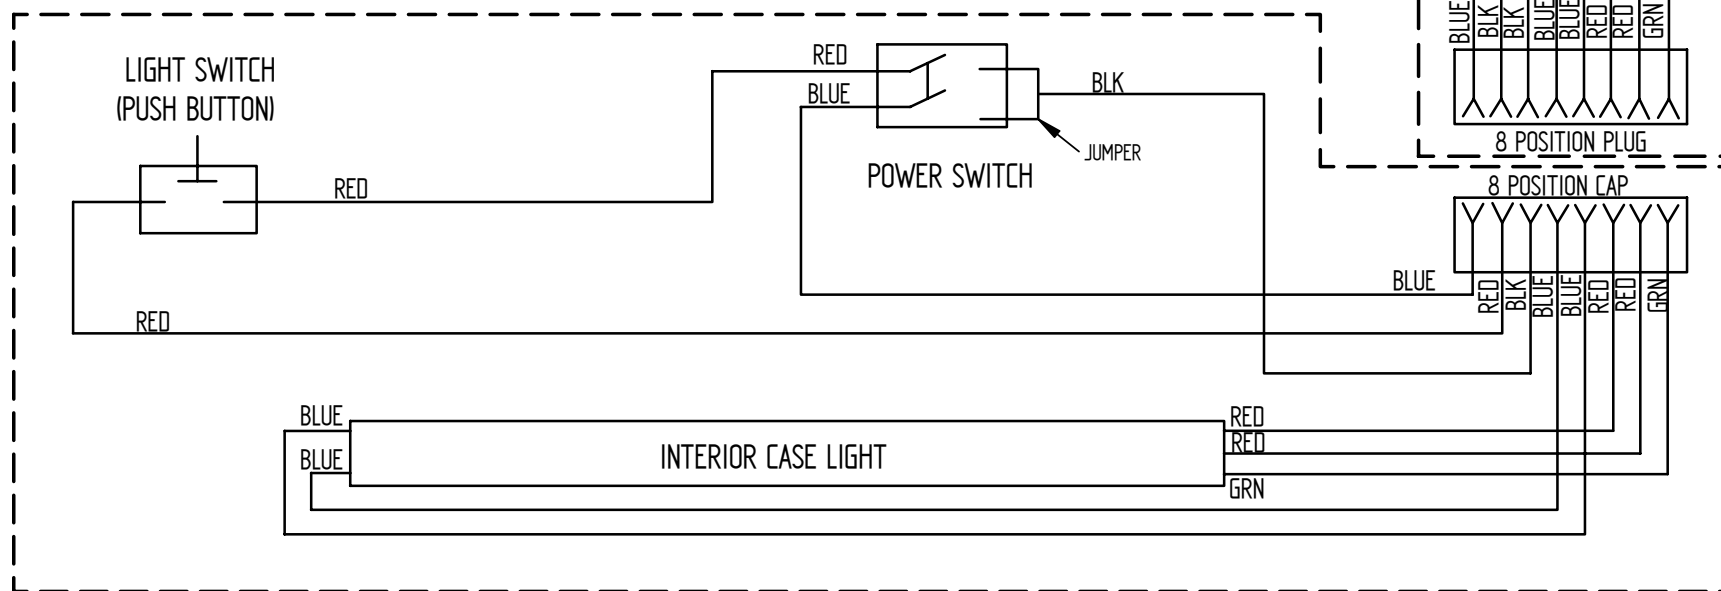 BLUE
BLK
BLK
BLUE
BLUE
RED
RED
GRN
8 POSITION PLUG
LIGHT SWITCH
(PUSH BUTTON)
RED
BLUE
BLK
JUMPER
POWER SWITCH
RED
8 POSITION CAP
BLUE
RED
BLK
BLUE
BLUE
RED
RED
GRN
RED
BLUE
BLUE
INTERIOR CASE LIGHT
RED
RED
GRN